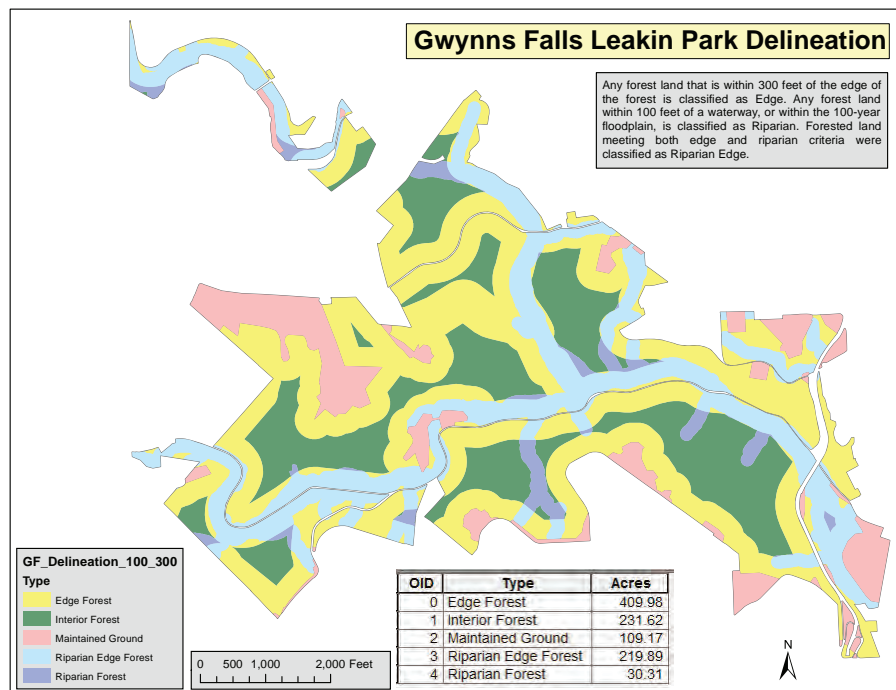 Gwynns Falls Leakin Park Delineation
Any forest land that is within 300 feet of the edge of
the forest is classified as Edge. Any forest land
within 100 feet of a waterway, or within the 100-year
floodplain, is classified as Riparian. Forested land
meeting both edge and riparian criteria were
classified as Riparian Edge.
GF_Delineation_100_300
Type
Edge Forest
Interior Forest
Maintained Ground
Riparian Edge Forest
Riparian Forest
0 500 1,000 2,000 Feet
OID Type Acres
0 Edge Forest 409.98
1 Interior Forest 231.62
2 Maintained Ground 109.17
3 Riparian Edge Forest 219.89
4 Riparian Forest 30.31
N